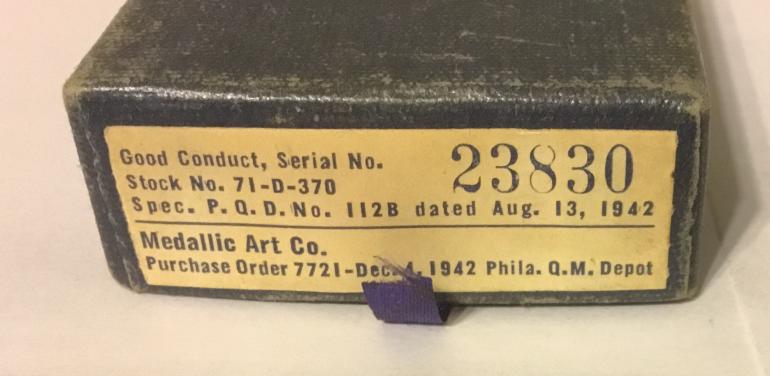 Good Conduct, Serial No. 23830
Stock No. 71-D-370
Spec. P. Q. D. No. 112B dated Aug. 13, 1942
Medallic Art Co.
Purchase Order 7721-Dec. 4, 1942 Phila. Q.M. Depot